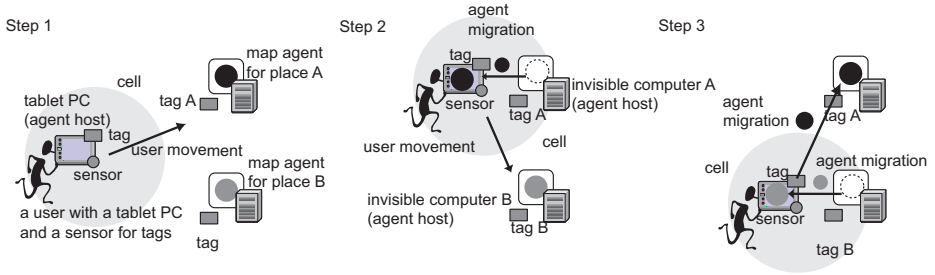 Step 1
cell
map agent
for place A
tablet PC
(agent host)
tag A
tag
user movement
sensor
map agent
for place B
a user with a tablet PC
and a sensor for tags
tag
Step 2
agent
migration
tag
sensor
invisible computer A
(agent host)
tag A
user movement
cell
invisible computer B
(agent host)
tag B
Step 3
agent
migration
tag A
cell
tag
agent migration
sensor
tag B